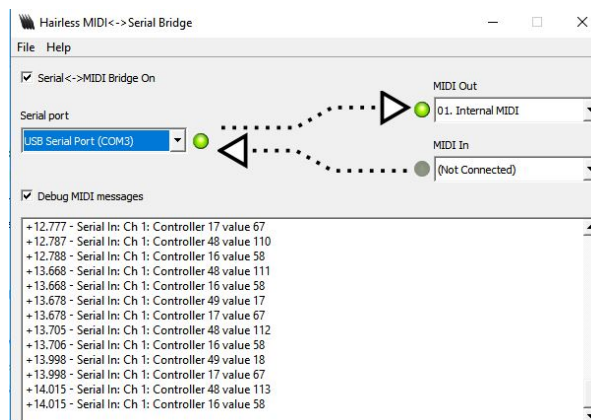 Hairless MIDI<->Serial Bridge
File Help
Serial<->MIDI Bridge On
MIDI Out
Serial port
01. Internal MIDI
USB Serial Port (COM3)
MIDI In
(Not Connected)
Debug MIDI messages
+12.777 - Serial In: Ch 1: Controller 17 value 67
+12.787 - Serial In: Ch 1: Controller 48 value 110
+12.788 - Serial In: Ch 1: Controller 16 value 58
+13.668 - Serial In: Ch 1: Controller 48 value 111
+13.668 - Serial In: Ch 1: Controller 16 value 58
+13.678 - Serial In: Ch 1: Controller 49 value 17
+13.678 - Serial In: Ch 1: Controller 17 value 67
+13.705 - Serial In: Ch 1: Controller 48 value 112
+13.706 - Serial In: Ch 1: Controller 16 value 58
+13.998 - Serial In: Ch 1: Controller 49 value 18
+13.998 - Serial In: Ch 1: Controller 17 value 67
+14.015 - Serial In: Ch 1: Controller 48 value 113
+14.015 - Serial In: Ch 1: Controller 16 value 58